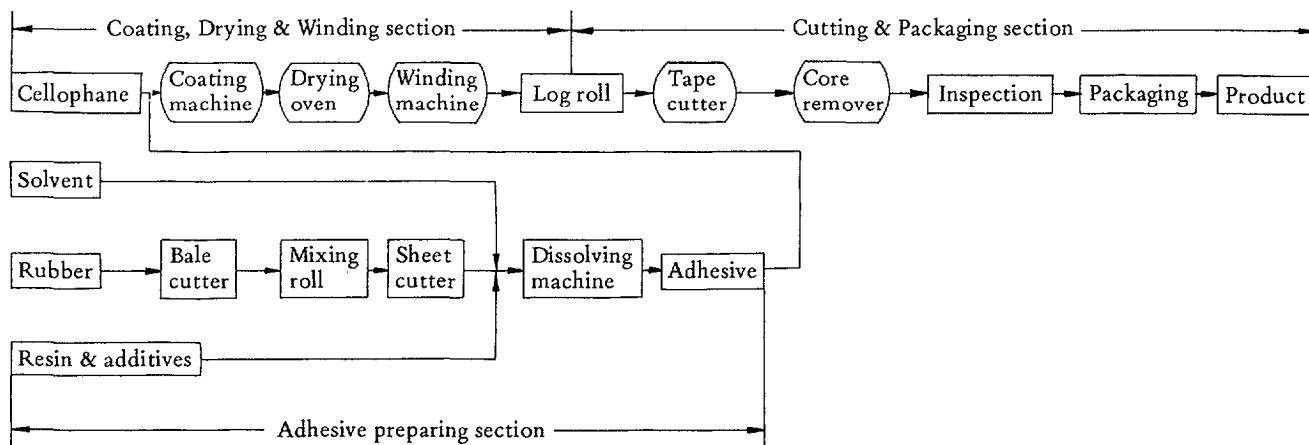 Coating, Drying & Winding section
Cutting & Packaging section
Cellophane
Coating
machine
Drying
oven
Winding
machine
Log roll
Tape
cutter
Core
remover
Inspection
Packaging
Product
Solvent
Rubber
Bale
cutter
Mixing
roll
Sheet
cutter
Dissolving
machine
Adhesive
Resin & additives
Adhesive preparing section